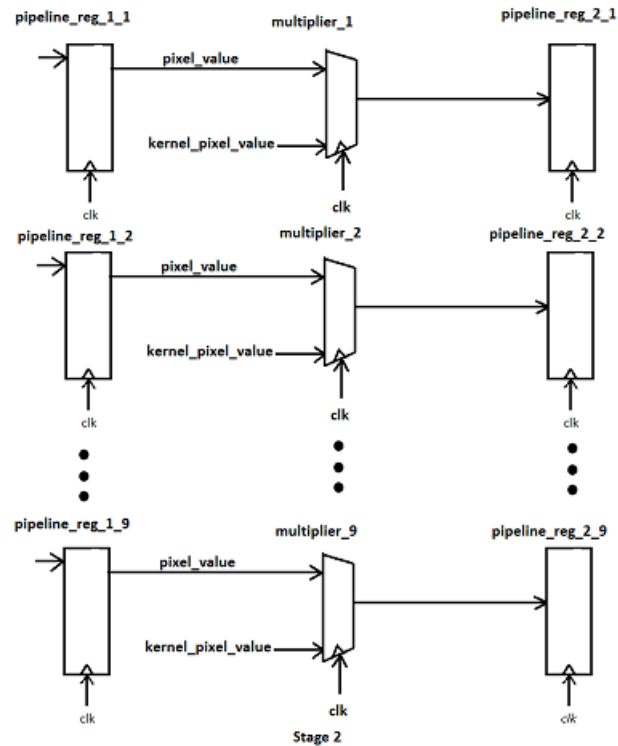 pipeline_reg_1_1 multiplier_1 pipeline_reg_2_1
pixel_value
kernel_pixel_value
clk clk clk
pipeline_reg_1_2 multiplier_2 pipeline_reg_2_2
pixel_value
kernel_pixel_value
clk clk clk
pipeline_reg_1_9 multiplier_9 pipeline_reg_2_9
pixel_value
kernel_pixel_value
clk clk clk
Stage 2